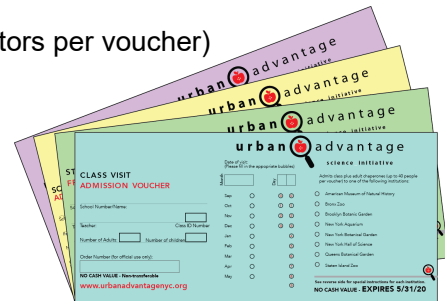 tors per voucher)
urban advantage
urban advantage
urban advantage
urban advantage
science initiative
CLASS VISIT
ADMISSION VOUCHER
School Number/Name:
Teacher: Class ID Number
Number of Adults Number of children
Order Number (for official use only):
NO CASH VALUE - Non-transferable
www.urbanadvantagenyc.org
Date of visit:
(Please fill in the appropriate bubbles)
Month
Day
Sep
Oct
Nov
Dec
Jan
Feb
Mar
Apr
May
Admits class plus adult chaperones (up to 40 people
per voucher) to one of the following institutions:
American Museum of Natural History
Bronx Zoo
Brooklyn Botanic Garden
New York Aquarium
New York Botanical Garden
New York Hall of Science
Queens Botanical Garden
Staten Island Zoo
See reverse side for special instructions for each institution.
NO CASH VALUE - EXPIRES 5/31/20